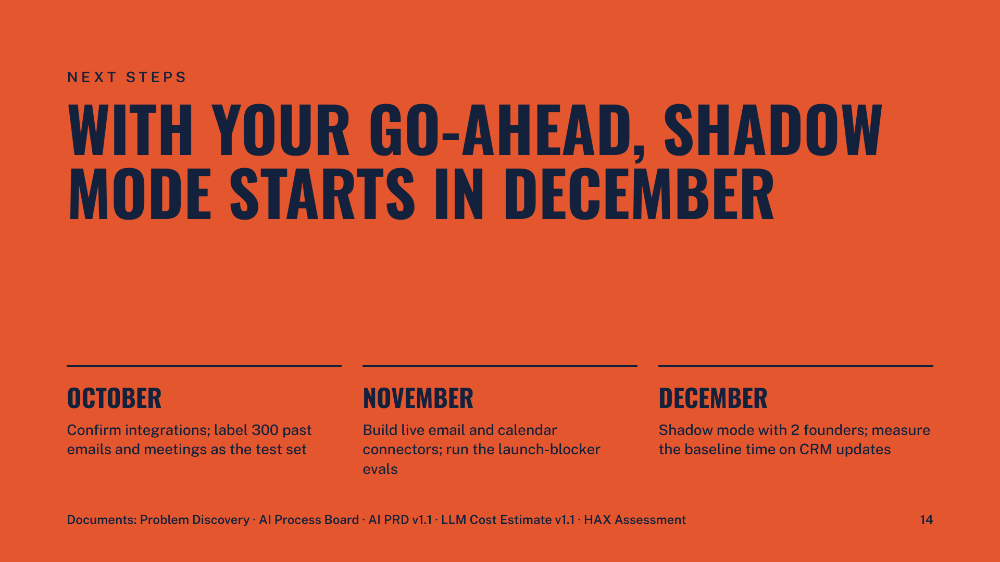 NEXT STEPS
WITH YOUR GO-AHEAD, SHADOW
MODE STARTS IN DECEMBER
OCTOBER
Confirm integrations; label 300 past
emails and meetings as the test set
NOVEMBER
Build live email and calendar
connectors; run the launch-blocker
evals
DECEMBER
Shadow mode with 2 founders; measure
the baseline time on CRM updates
Documents: Problem Discovery · AI Process Board · AI PRD v1.1 · LLM Cost Estimate v1.1 · HAX Assessment
14